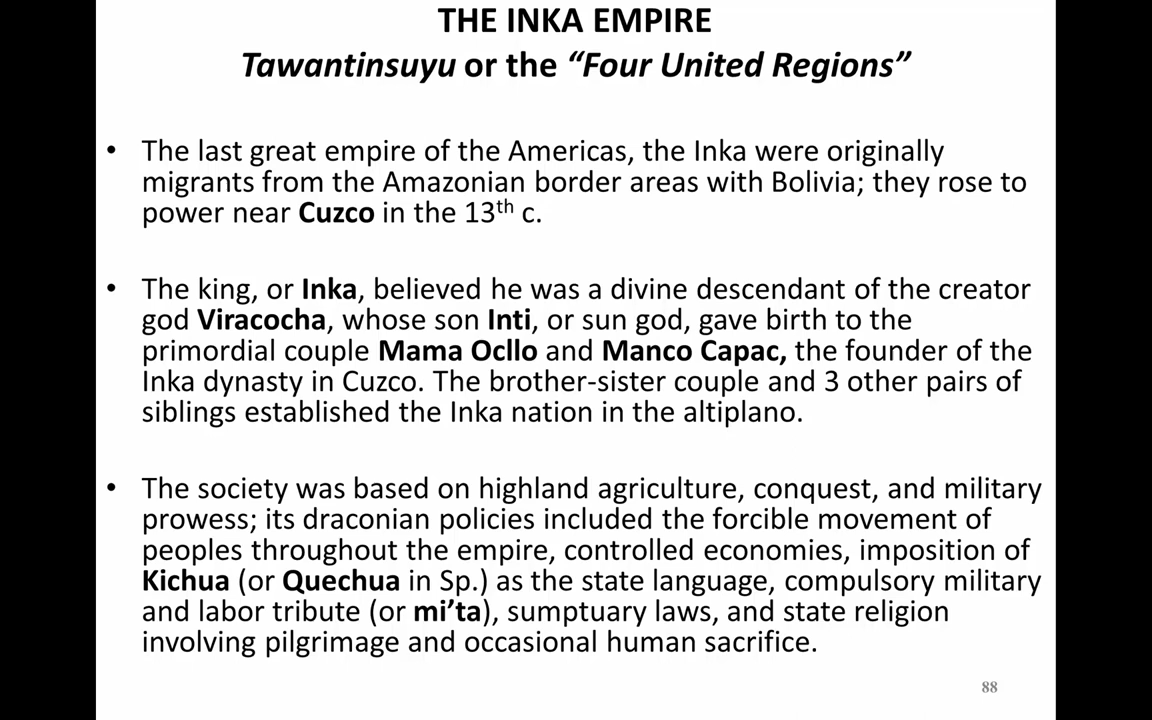 THE INKA EMPIRE
Tawantinsuyu or the “Four United Regions”
• The last great empire of the Americas, the Inka were originally
migrants from the Amazonian border areas with Bolivia; they rose to
power near Cuzco in the 13th c.
• The king, or Inka, believed he was a divine descendant of the creator
god Viracocha, whose son Inti, or sun god, gave birth to the
primordial couple Mama Ocllo and Manco Capac, the founder of the
Inka dynasty in Cuzco. The brother-sister couple and 3 other pairs of
siblings established the Inka nation in the altiplano.
• The society was based on highland agriculture, conquest, and military
prowess; its draconian policies included the forcible movement of
peoples throughout the empire, controlled economies, imposition of
Kichua (or Quechua in Sp.) as the state language, compulsory military
and labor tribute (or mi’ta), sumptuary laws, and state religion
involving pilgrimage and occasional human sacrifice.
88